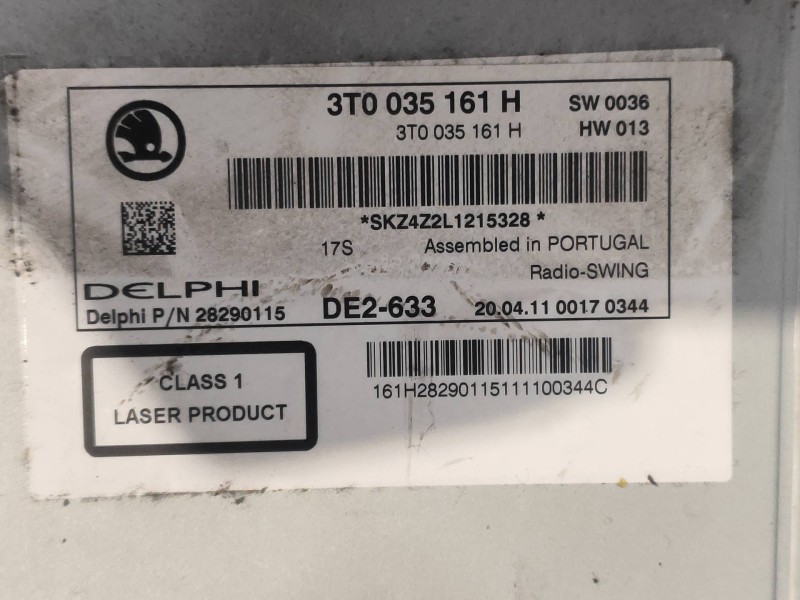 3T0 035 161 H SW 0036
3T0 035 161 H HW 013
*SKZ4Z2L1215328 *
17S Assembled in PORTUGAL
Radio-SWING
DELPHI
Delphi P/N 28290115 DE2-633 20.04.11 0017 0344
CLASS 1
LASER PRODUCT
161H28290115111100344C